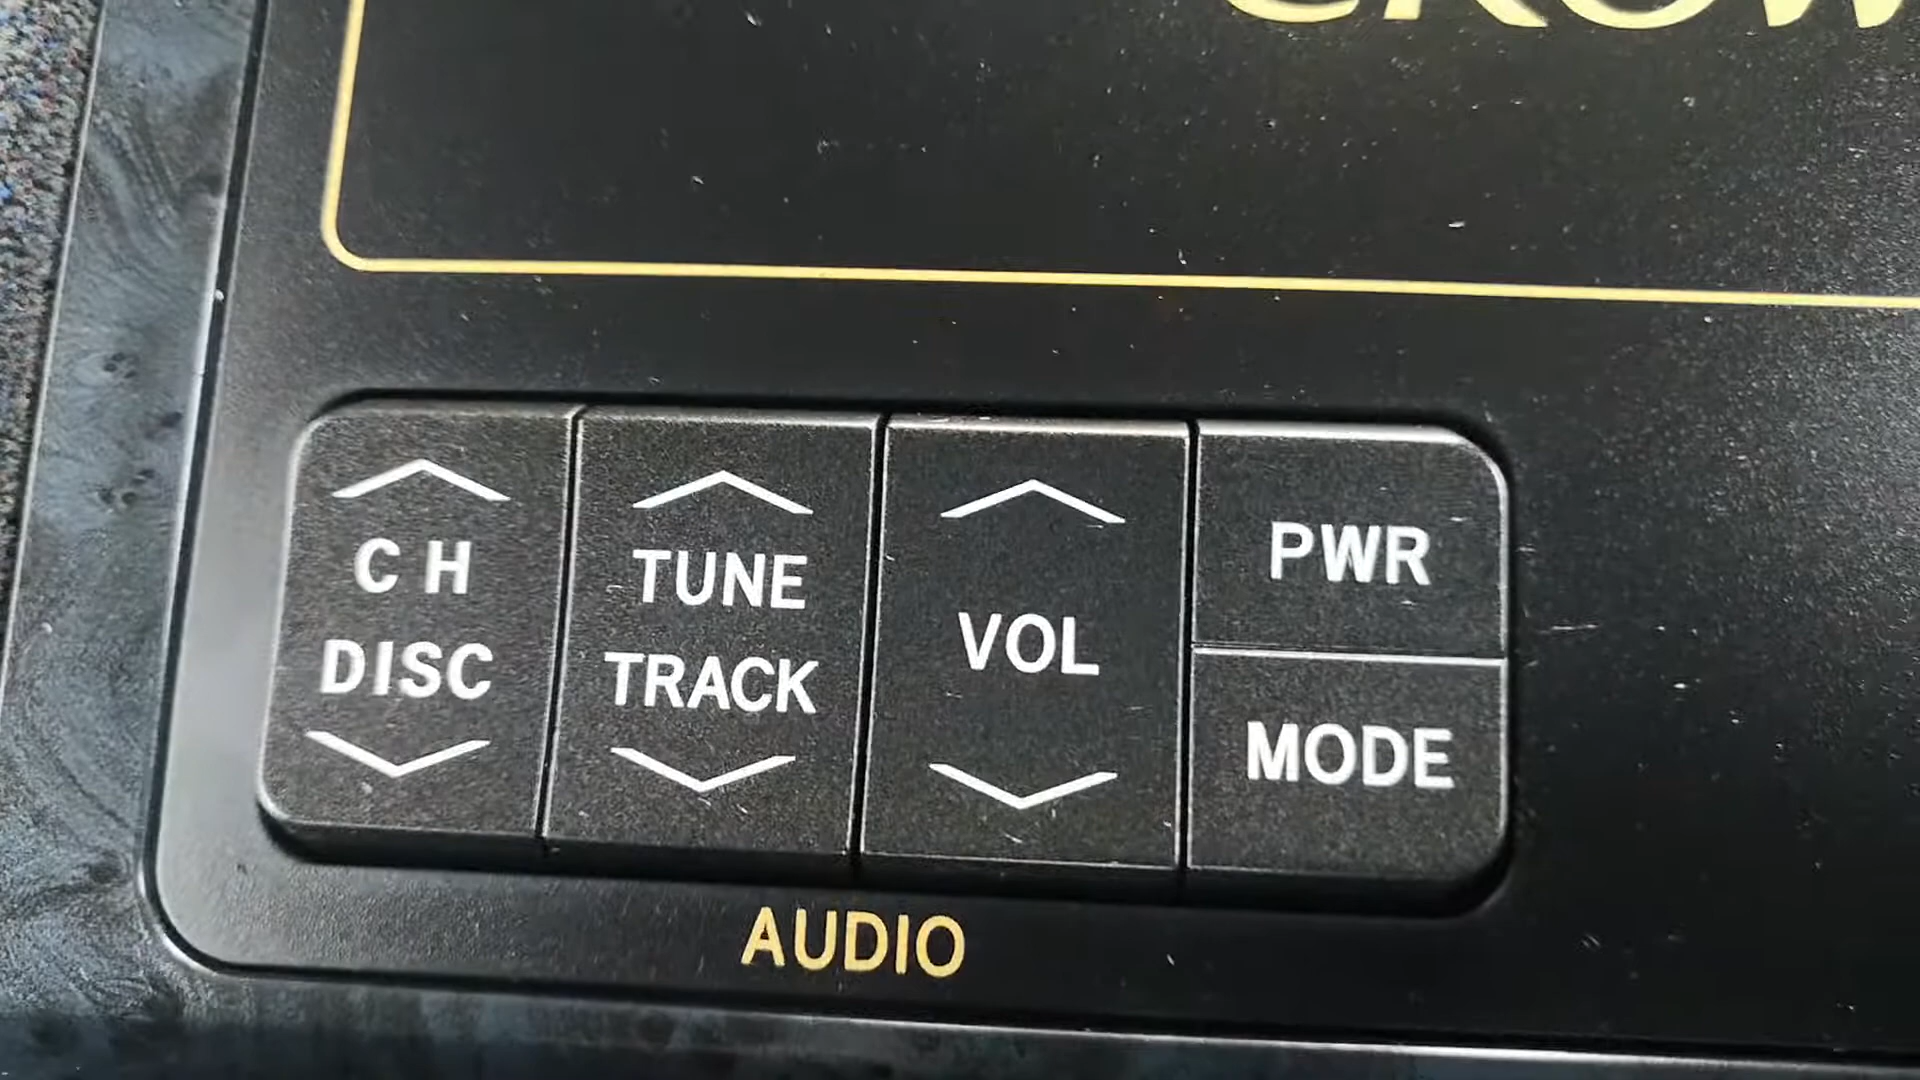 CH
DISC
TUNE
TRACK
VOL
PWR
MODE
AUDIO